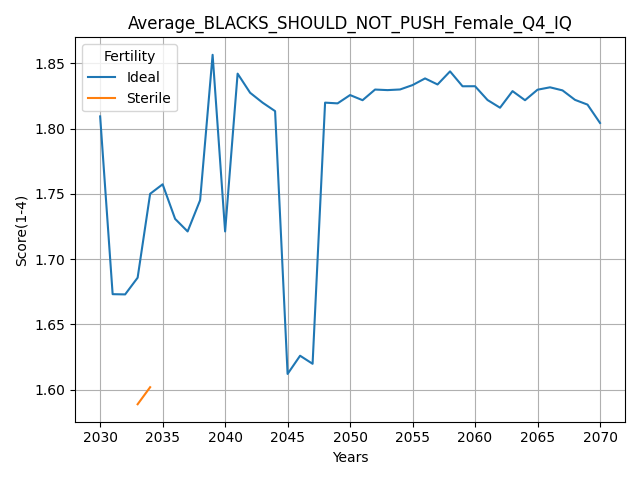 Average_BLACKS_SHOULD_NOT_PUSH_Female_Q4_IQ
Fertility
Ideal
Sterile
Score(1-4)
1.85
1.80
1.75
1.70
1.65
1.60
2030 2035 2040 2045 2050 2055 2060 2065 2070
Years